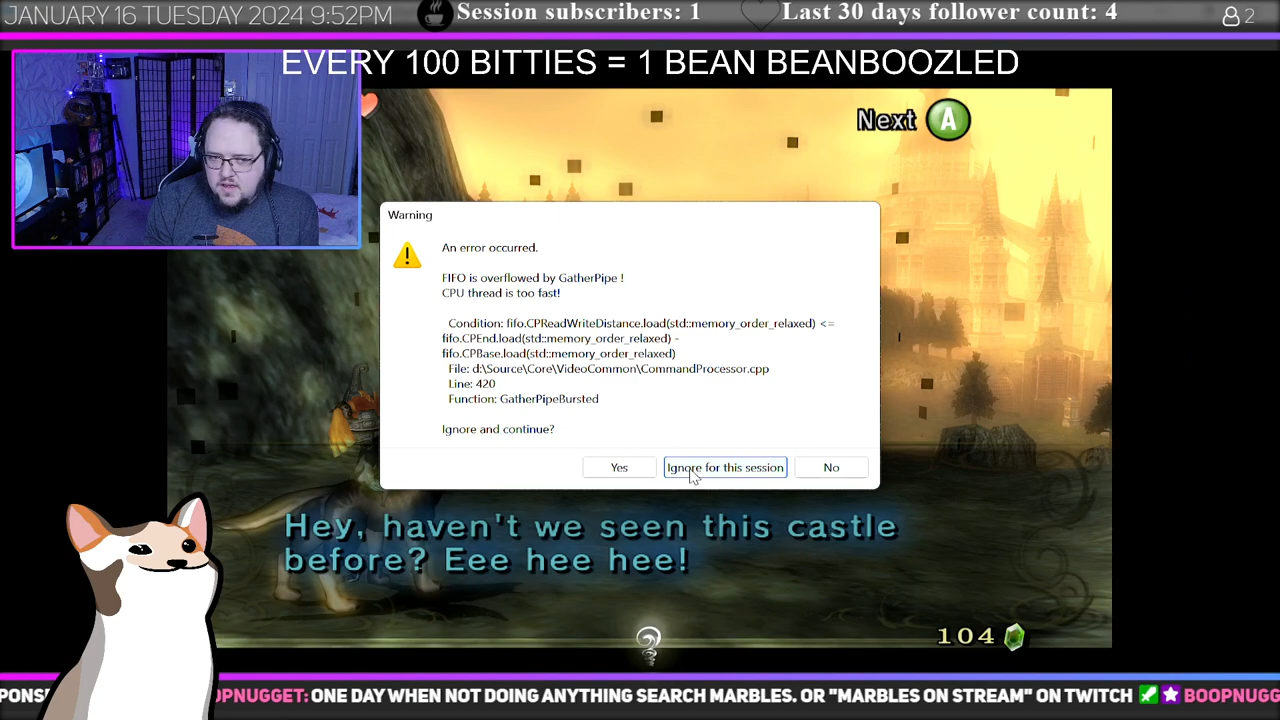 JANUARY 16 TUESDAY 2024 9:52PM
Session subscribers: 1
Last 30 days follower count: 4
2
EVERY 100 BITTIES = 1 BEAN BEANBOOZLED
Next A
Warning
An error occurred.
FIFO is overflowed by GatherPipe !
CPU thread is too fast!
Condition: fifo.CPReadWriteDistance.load(std::memory_order_relaxed) <=
fifo.CPEnd.load(std::memory_order_relaxed) -
fifo.CPBase.load(std::memory_order_relaxed)
File: d:\Source\Core\VideoCommon\CommandProcessor.cpp
Line: 420
Function: GatherPipeBursted
Ignore and continue?
Yes
Ignore for this session
No
Hey, haven't we seen this castle
before? Eee hee hee!
104
PONS OPNUGGET: ONE DAY WHEN NOT DOING ANYTHING SEARCH MARBLES. OR "MARBLES ON STREAM" ON TWITCH BOOPNUGG